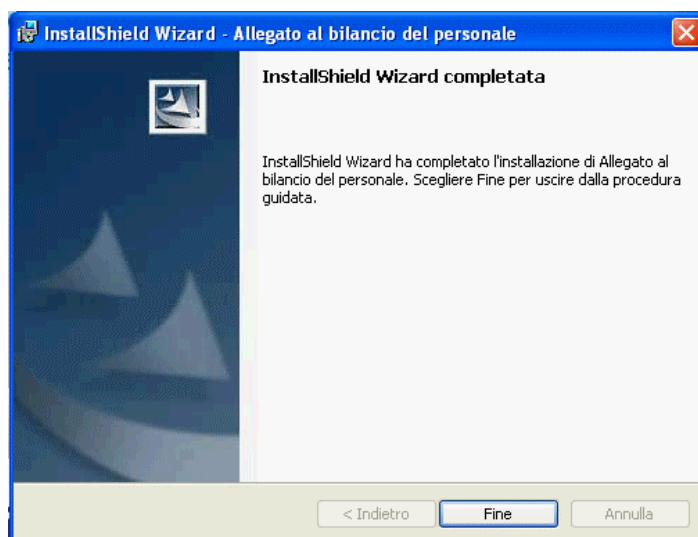 InstallShield Wizard - Allegato al bilancio del personale
InstallShield Wizard completata
InstallShield Wizard ha completato l'installazione di Allegato al
bilancio del personale. Scegliere Fine per uscire dalla procedura
guidata.
< Indietro
Fine
Annulla